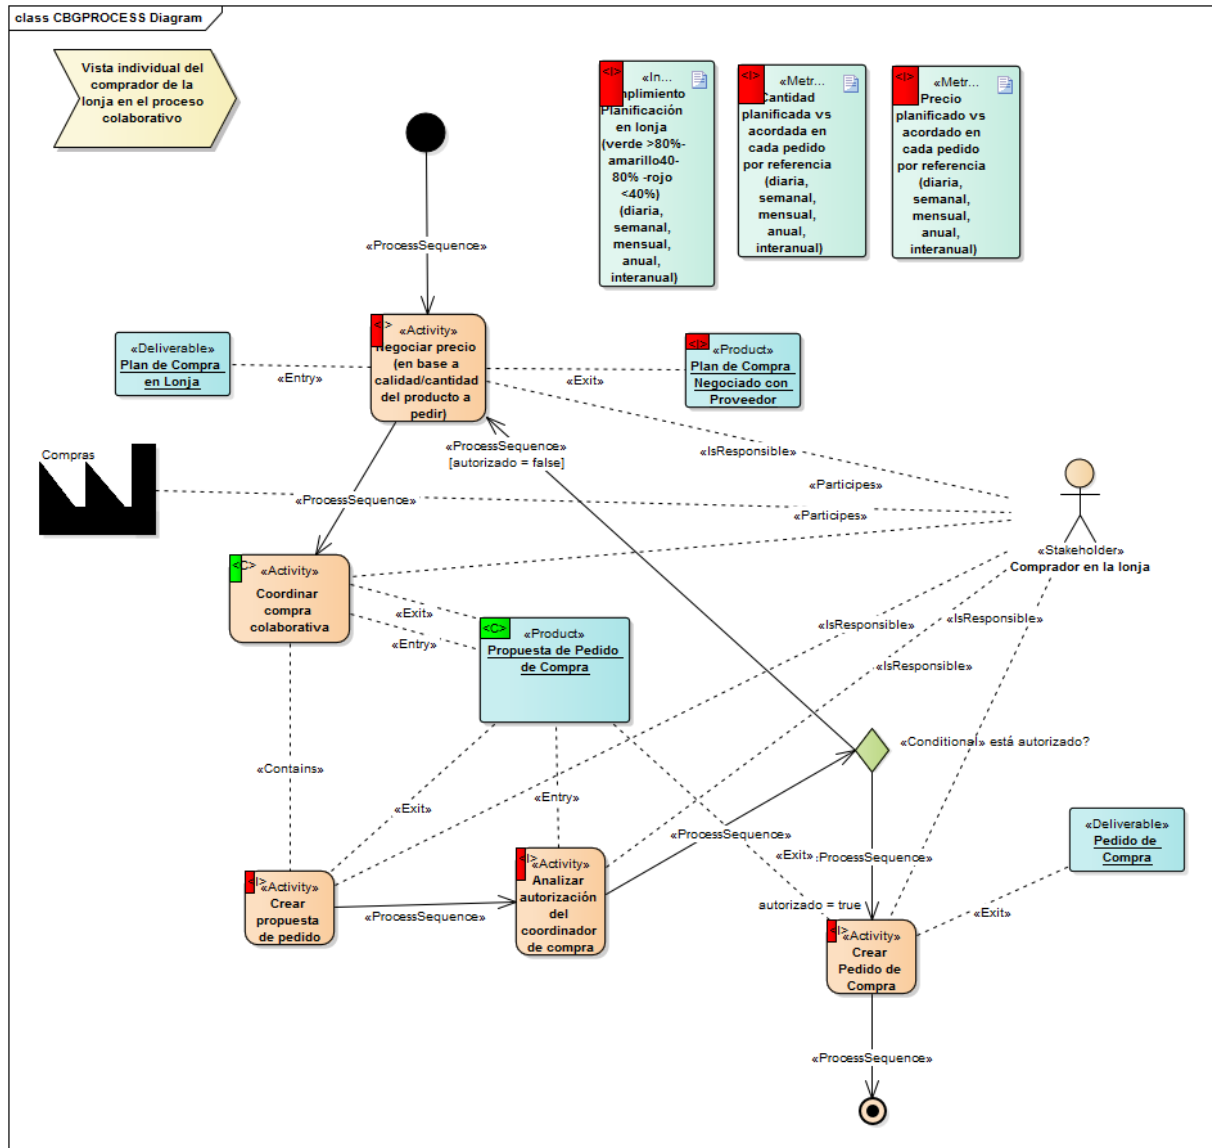 class CBGPROCESS Diagram
Vista individual del
comprador de la
lonja en el proceso
colaborativo
<I>
«In...
mplimiento
Planificación
en lonja
(verde >80%-
amarillo40-
80% -rojo
<40%)
(diaria,
semanal,
mensual,
anual,
interanual)
<I>
«Metr...
Cantidad
planificada vs
acordada en
cada pedido
por referencia
(diaria,
semanal,
mensual,
anual,
interanual)
<I>
«Metr...
Precio
planificado vs
acordado en
cada pedido
por referencia
(diaria,
semanal,
mensual,
anual,
interanual)
«ProcessSequence»
«Deliverable»
Plan de Compra
en Lonja
«Entry»
<I>
«Activity»
Negociar precio
(en base a
calidad/cantidad
del producto a
pedir)
«Exit»
<I>
«Product»
Plan de Compra
Negociado con
Proveedor
«ProcessSequence»
[autorizado = false]
«IsResponsible»
Compras
«Participes»
«ProcessSequence»
«Participes»
«Stakeholder»
Comprador en la lonja
<C>
«Activity»
Coordinar
compra
colaborativa
«Exit»
«Entry»
<C>
«Product»
Propuesta de Pedido
de Compra
«IsResponsible»
«IsResponsible»
«IsResponsible»
«Conditional» está autorizado?
«Contains»
«Exit»
«Entry»
«ProcessSequence»
«Deliverable»
Pedido de
Compra
<I>
«Activity»
Crear
propuesta
de pedido
«ProcessSequence»
<I>
«Activity»
Analizar
autorización
del
coordinador
de compra
«Exit»
:ProcessSequence»
autorizado = true
«Exit»
<I>
«Activity»
Crear
Pedido de
Compra
«ProcessSequence»